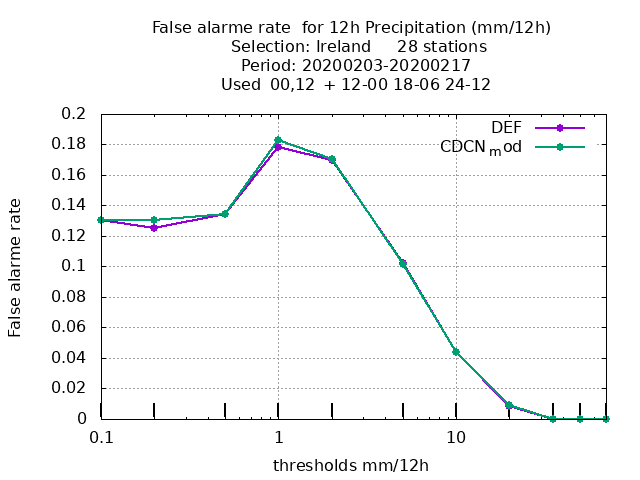 False alarme rate  for 12h Precipitation (mm/12h)
Selection: Ireland     28 stations
Period: 20200203-20200217
Used  00,12  + 12-00 18-06 24-12
DEF
CDCN_mod
False alarme rate
0.2
0.18
0.16
0.14
0.12
0.1
0.08
0.06
0.04
0.02
0
0.1 1 10
thresholds mm/12h